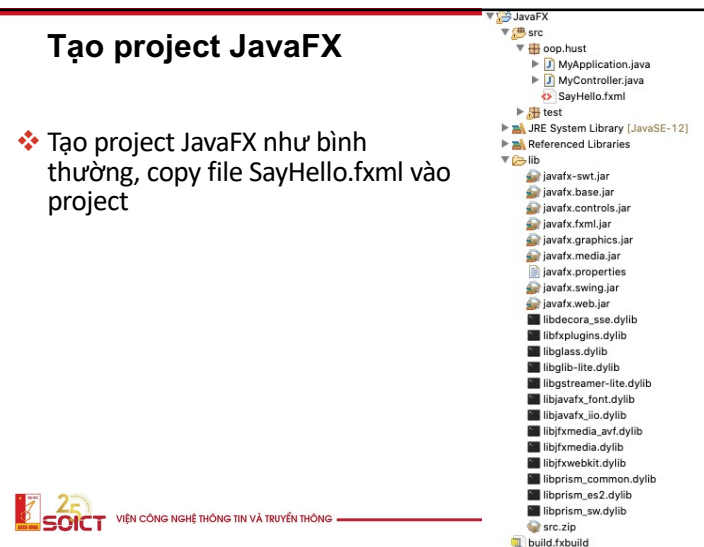 Tạo project JavaFX
Tạo project JavaFX như bình
thường, copy file SayHello.fxml vào
project
JavaFX
src
oop.hust
MyApplication.java
MyController.java
SayHello.fxml
test
JRE System Library [JavaSE-12]
Referenced Libraries
lib
javafx-swt.jar
javafx.base.jar
javafx.controls.jar
javafx.fxml.jar
javafx.graphics.jar
javafx.media.jar
javafx.properties
javafx.swing.jar
javafx.web.jar
libdecora_sse.dylib
libfxplugins.dylib
libglass.dylib
libglib-lite.dylib
libgstreamer-lite.dylib
libjavafx_font.dylib
libjavafx_iio.dylib
libjfxmedia_avf.dylib
libjfxmedia.dylib
libjfxwebkit.dylib
libprism_common.dylib
libprism_es2.dylib
libprism_sw.dylib
src.zip
build.fxbuild
25
SOICT
VIỆN CÔNG NGHỆ THÔNG TIN VÀ TRUYỀN THÔNG